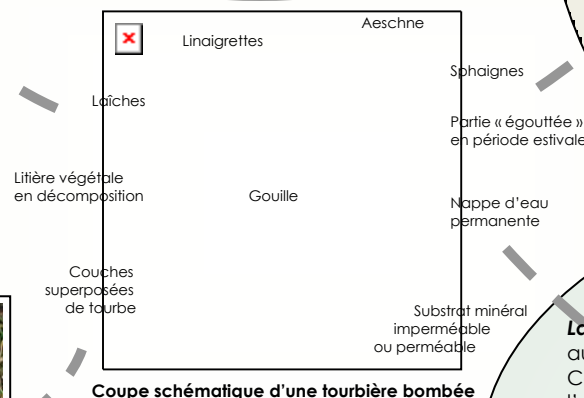 Aeschne
Linaigrettes
Sphaignes
Laîches
Partie « égouttée »
en période estivale
Litière végétale
en décomposition
Gouille
Nappe d'eau
permanente
Couches
superposées
de tourbe
Substrat minéral
imperméable
ou perméable
Coupe schématique d'une tourbière bombée
au